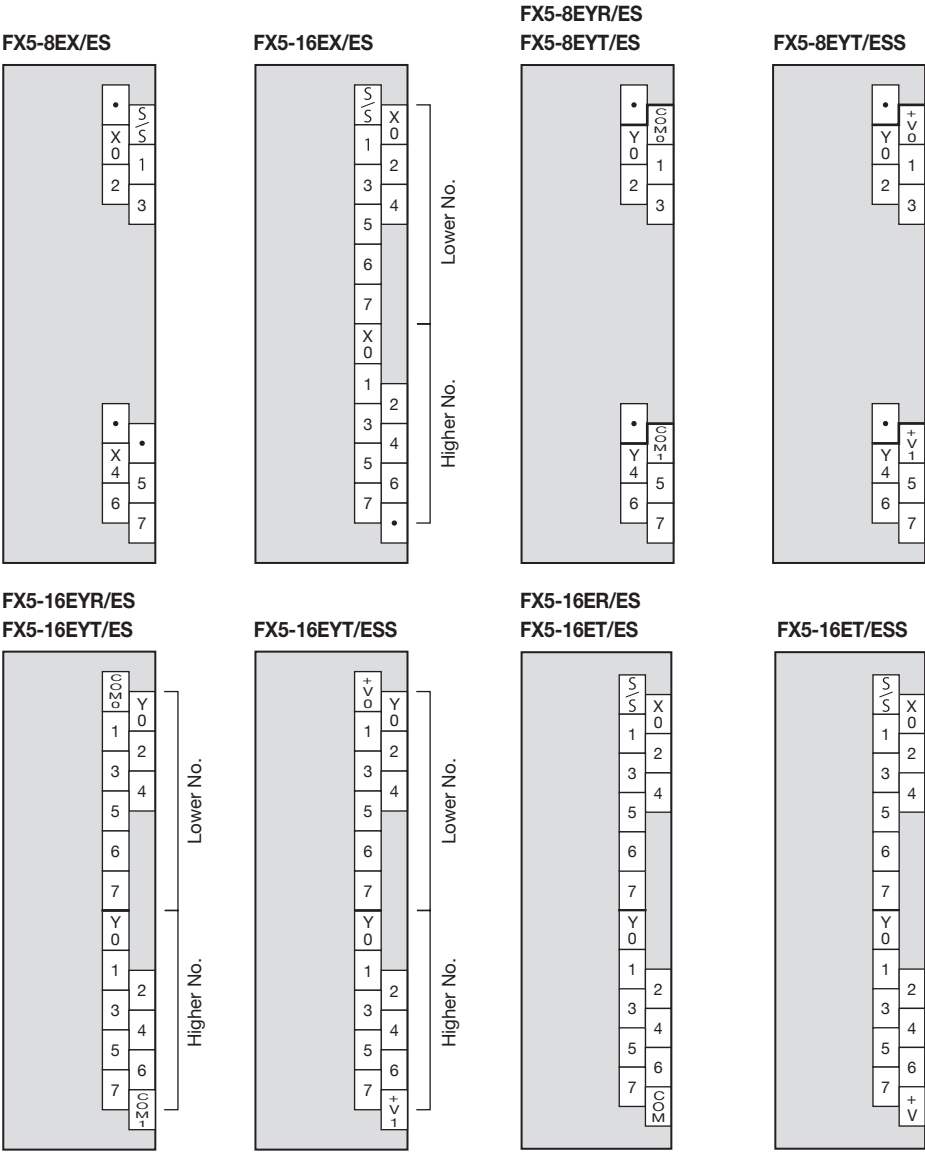 FX5-8EX/ES
•
S/S
X0
1
2
3
•
•
X4
5
6
7
FX5-16EX/ES
S/S
X0
1
2
3
4
5
6
7
X0
1
2
3
4
5
6
7
•
Lower No.
Higher No.
FX5-8EYR/ES
FX5-8EYT/ES
•
COM0
Y0
1
2
3
•
COM1
Y4
5
6
7
FX5-8EYT/ESS
•
+V0
Y0
1
2
3
•
+V1
Y4
5
6
7
FX5-16EYR/ES
FX5-16EYT/ES
COM0
Y0
1
2
3
4
5
6
7
Y0
1
2
3
4
5
6
7
COM1
Lower No.
Higher No.
FX5-16EYT/ESS
+V0
Y0
1
2
3
4
5
6
7
Y0
1
2
3
4
5
6
7
+V1
Lower No.
Higher No.
FX5-16ER/ES
FX5-16ET/ES
S/S
X0
1
2
3
4
5
6
7
Y0
1
2
3
4
5
6
7
COM
FX5-16ET/ESS
S/S
X0
1
2
3
4
5
6
7
Y0
1
2
3
4
5
6
7
+V